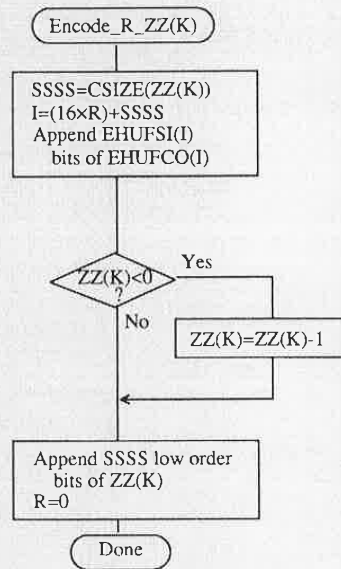 Encode_R_ZZ(K)
SSSS=CSIZE(ZZ(K))
I=(16×R)+SSSS
Append EHUFSI(I)
bits of EHUFCO(I)
ZZ(K)<0
?
Yes
No
ZZ(K)=ZZ(K)-1
Append SSSS low order
bits of ZZ(K)
R=0
Done